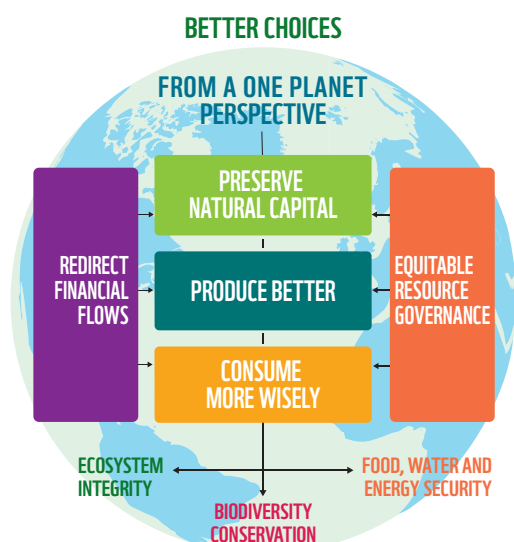 BETTER CHOICES
FROM A ONE PLANET
PERSPECTIVE
PRESERVE
NATURAL CAPITAL
REDIRECT
FINANCIAL
FLOWS
PRODUCE BETTER
EQUITABLE
RESOURCE
GOVERNANCE
CONSUME
MORE WISELY
ECOSYSTEM
INTEGRITY
BIODIVERSITY
CONSERVATION
FOOD, WATER AND
ENERGY SECURITY